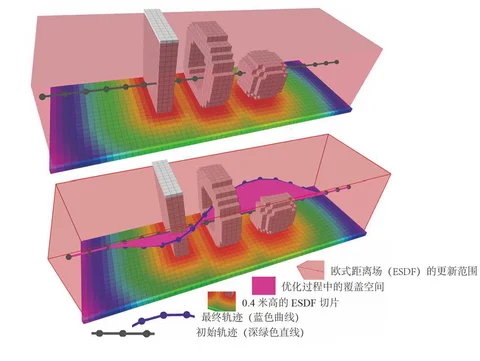 欧式距离场（ESDF）的更新范围
优化过程中的覆盖空间
0.4 米高的 ESDF 切片
最终轨迹（蓝色曲线）
初始轨迹（深绿色直线）